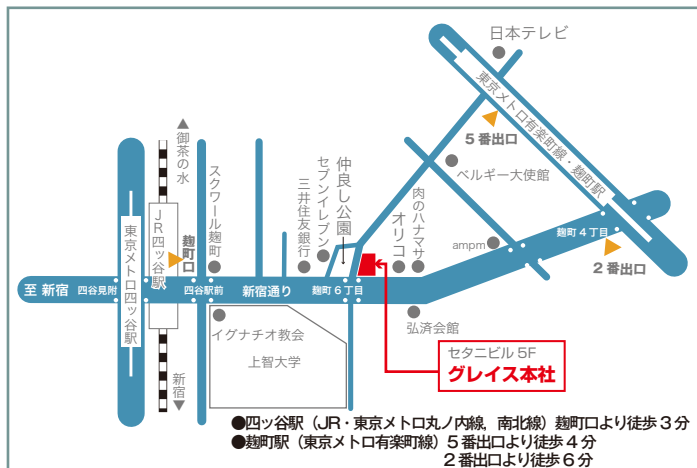 日本テレビ
東京メトロ有楽町線・麹町駅
5番出口
ベルギー大使館
▲御茶の水
スクワール麹町
三井住友銀行
セブンイレブン
仲良し公園
オリコ
肉のハナマサ
ampm
麹町4丁目
2番出口
東京メトロ四ッ谷駅
JR四ッ谷駅
麹町口
至 新宿
四谷見附
四谷駅前
新宿通り
麹町6丁目
弘済会館
イグナチオ教会
上智大学
新宿▼
セタニビル5F
グレイス本社
●四ッ谷駅（JR・東京メトロ丸ノ内線，南北線）麹町口より徒歩3分
●麹町駅（東京メトロ有楽町線）5番出口より徒歩4分
2番出口より徒歩6分